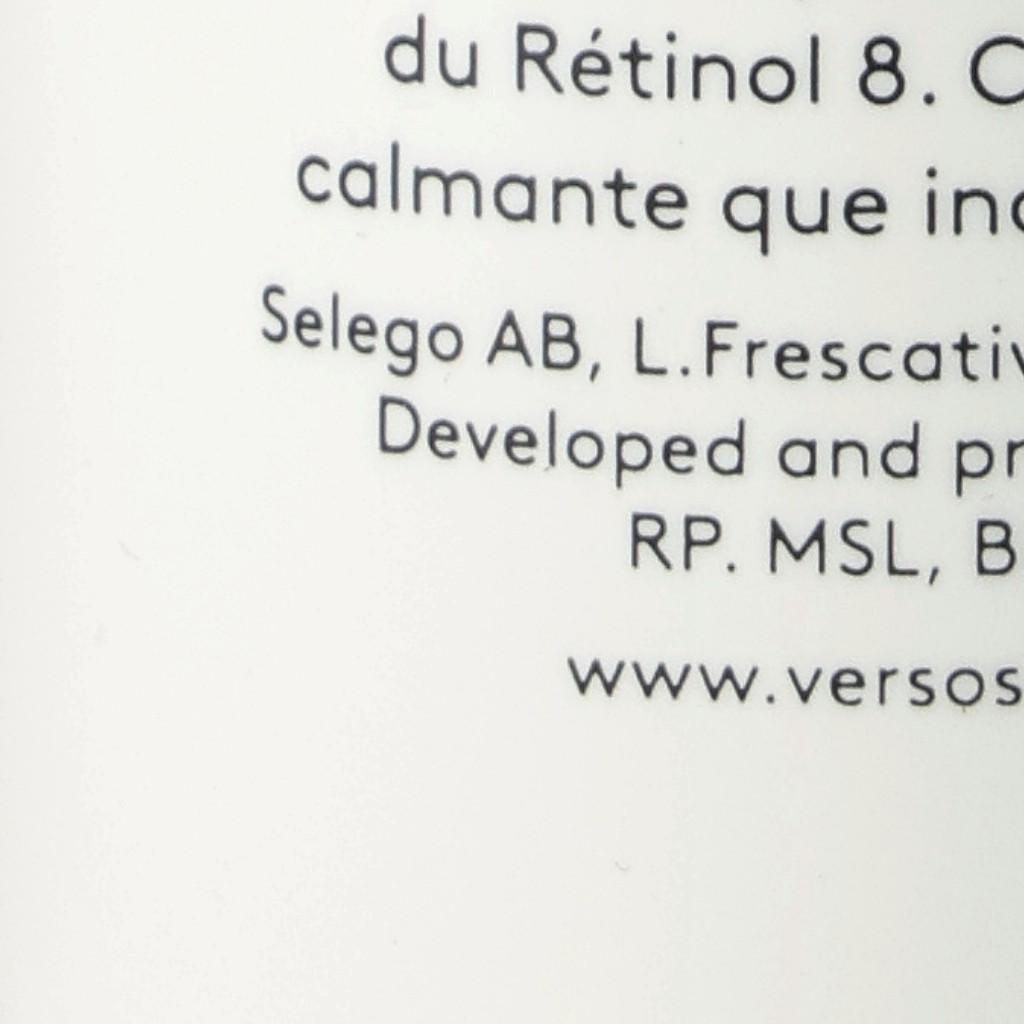 du Rétinol 8.
calmante que
Selego AB,
Developed and
RP. MSL,